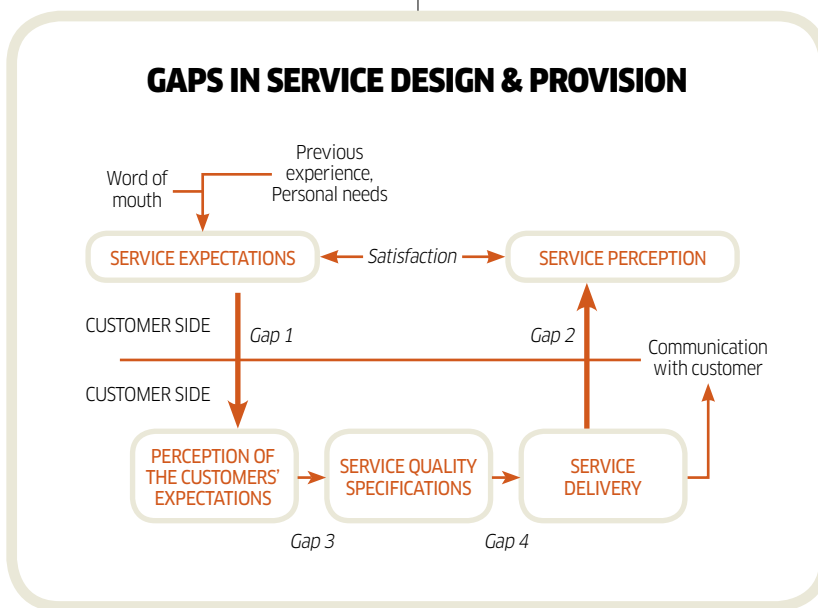 GAPS IN SERVICE DESIGN & PROVISION
Word of
mouth
Previous
experience,
Personal needs
SERVICE EXPECTATIONS
Satisfaction
SERVICE PERCEPTION
CUSTOMER SIDE
Gap 1
Gap 2
CUSTOMER SIDE
Communication
with customer
PERCEPTION OF
THE CUSTOMERS’
EXPECTATIONS
SERVICE QUALITY
SPECIFICATIONS
SERVICE
DELIVERY
Gap 3
Gap 4